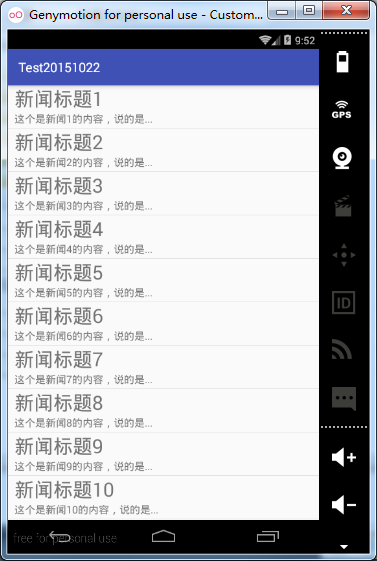 Genymotion for personal use - Custom...
9:52
Test20151022
GPS
新闻标题1
这个是新闻1的内容，说的是...
新闻标题2
这个是新闻2的内容，说的是...
新闻标题3
这个是新闻3的内容，说的是...
新闻标题4
这个是新闻4的内容，说的是...
新闻标题5
这个是新闻5的内容，说的是...
新闻标题6
这个是新闻6的内容，说的是...
新闻标题7
这个是新闻7的内容，说的是...
新闻标题8
这个是新闻8的内容，说的是...
新闻标题9
这个是新闻9的内容，说的是...
新闻标题10
这个是新闻10的内容，说的是...
ID
free for personal use